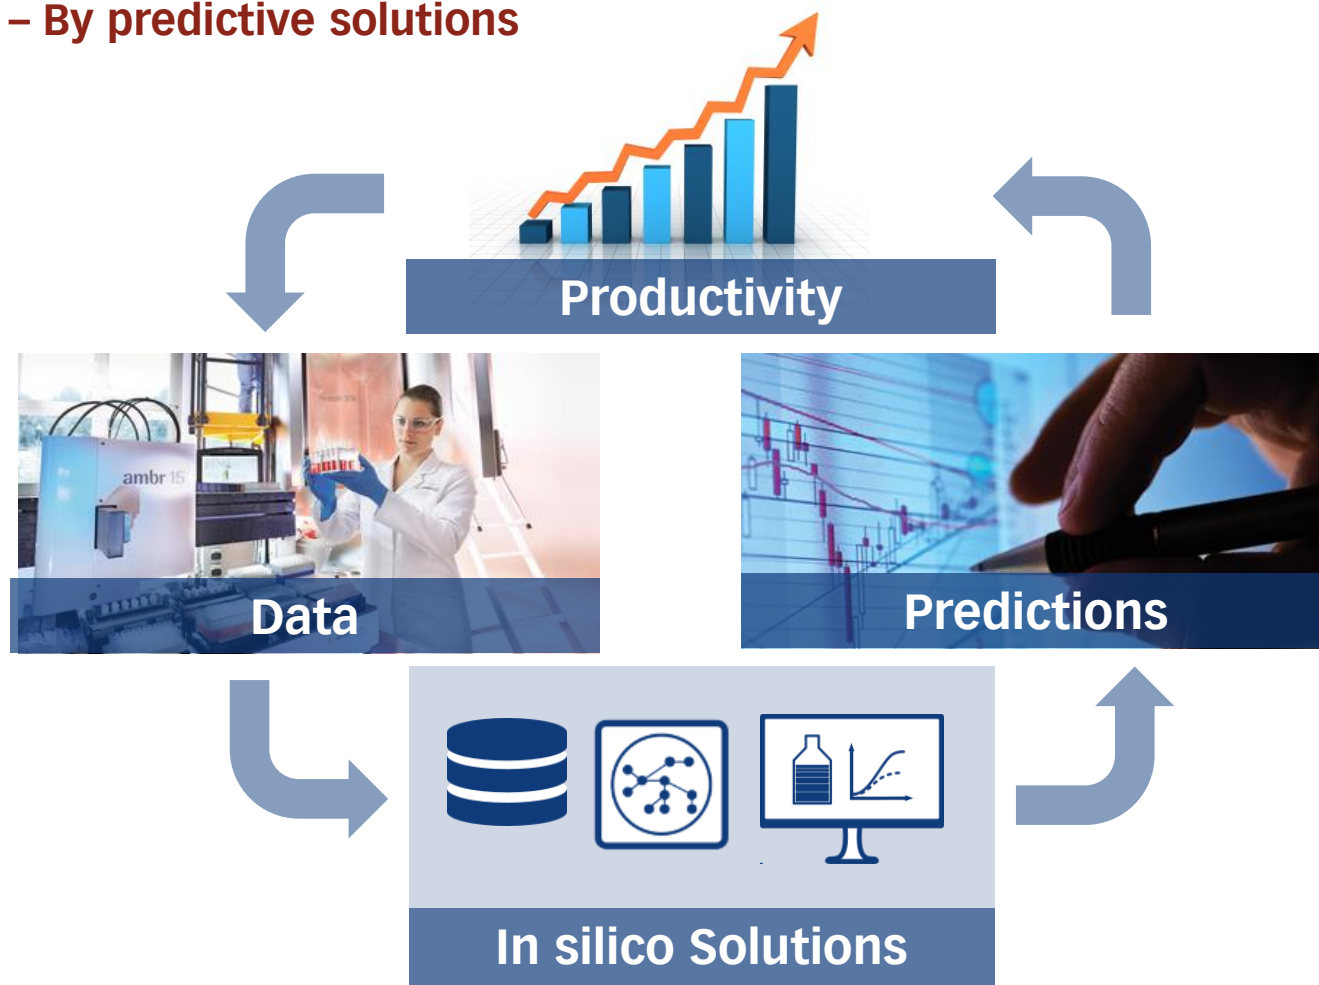 – By predictive solutions
Productivity
ambr 15
Data
Predictions
In silico Solutions